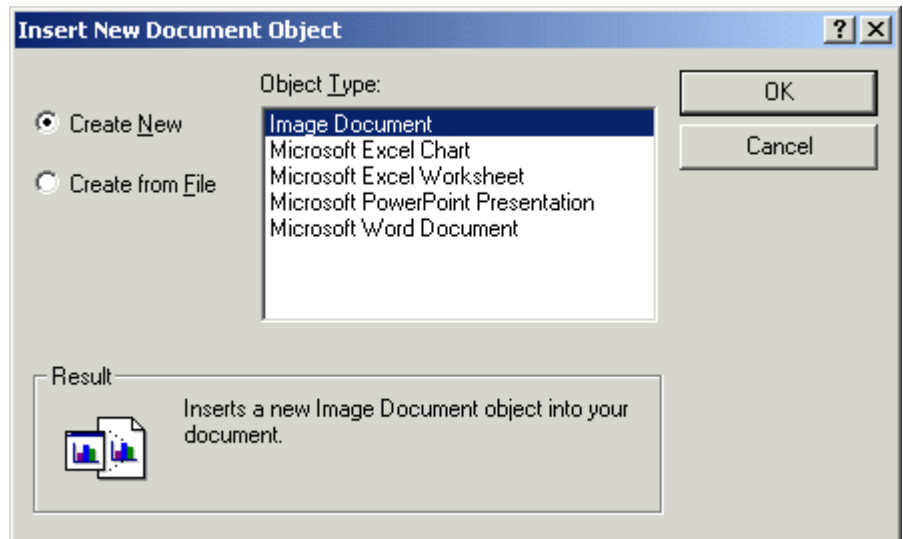 Insert New Document Object
Object Type:
Create New
Create from File
Image Document
Microsoft Excel Chart
Microsoft Excel Worksheet
Microsoft PowerPoint Presentation
Microsoft Word Document
OK
Cancel
Result
Inserts a new Image Document object into your
document.